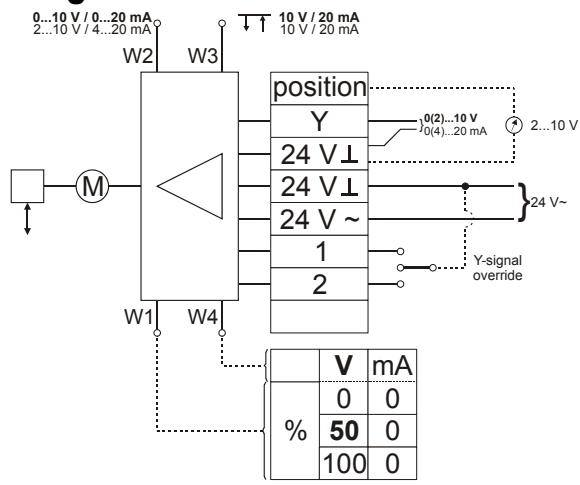 0...10 V / 0...20 mA
2...10 V / 4...20 mA
10 V / 20 mA
10 V / 20 mA
W2
W3
position
Y
0(2)...10 V
0(4)...20 mA
2...10 V
24 V ⊥
24 V ⊥
24 V ~
24 V~
M
1
2
Y-signal
override
W1
W4
V mA
0 0
% 50 0
100 0